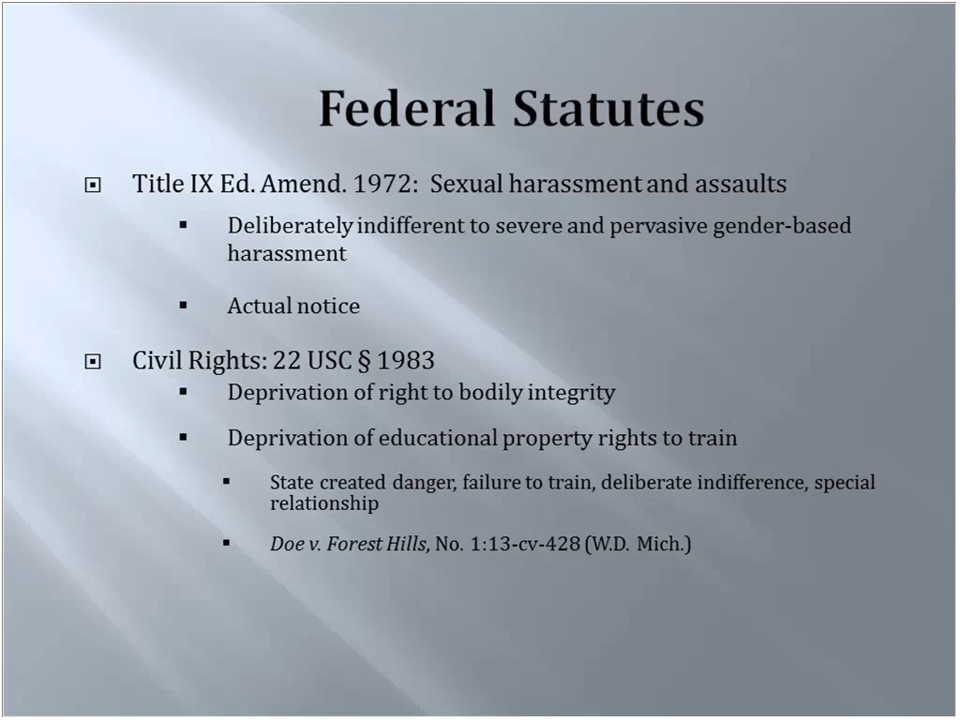 Federal Statutes
Title IX Ed. Amend. 1972: Sexual harassment and assaults
Deliberately indifferent to severe and pervasive gender-based
harassment
Actual notice
Civil Rights: 22 USC § 1983
Deprivation of right to bodily integrity
Deprivation of educational property rights to train
State created danger, failure to train, deliberate indifference, special
relationship
Doe v. Forest Hills, No. 1:13-cv-428 (W.D. Mich.)